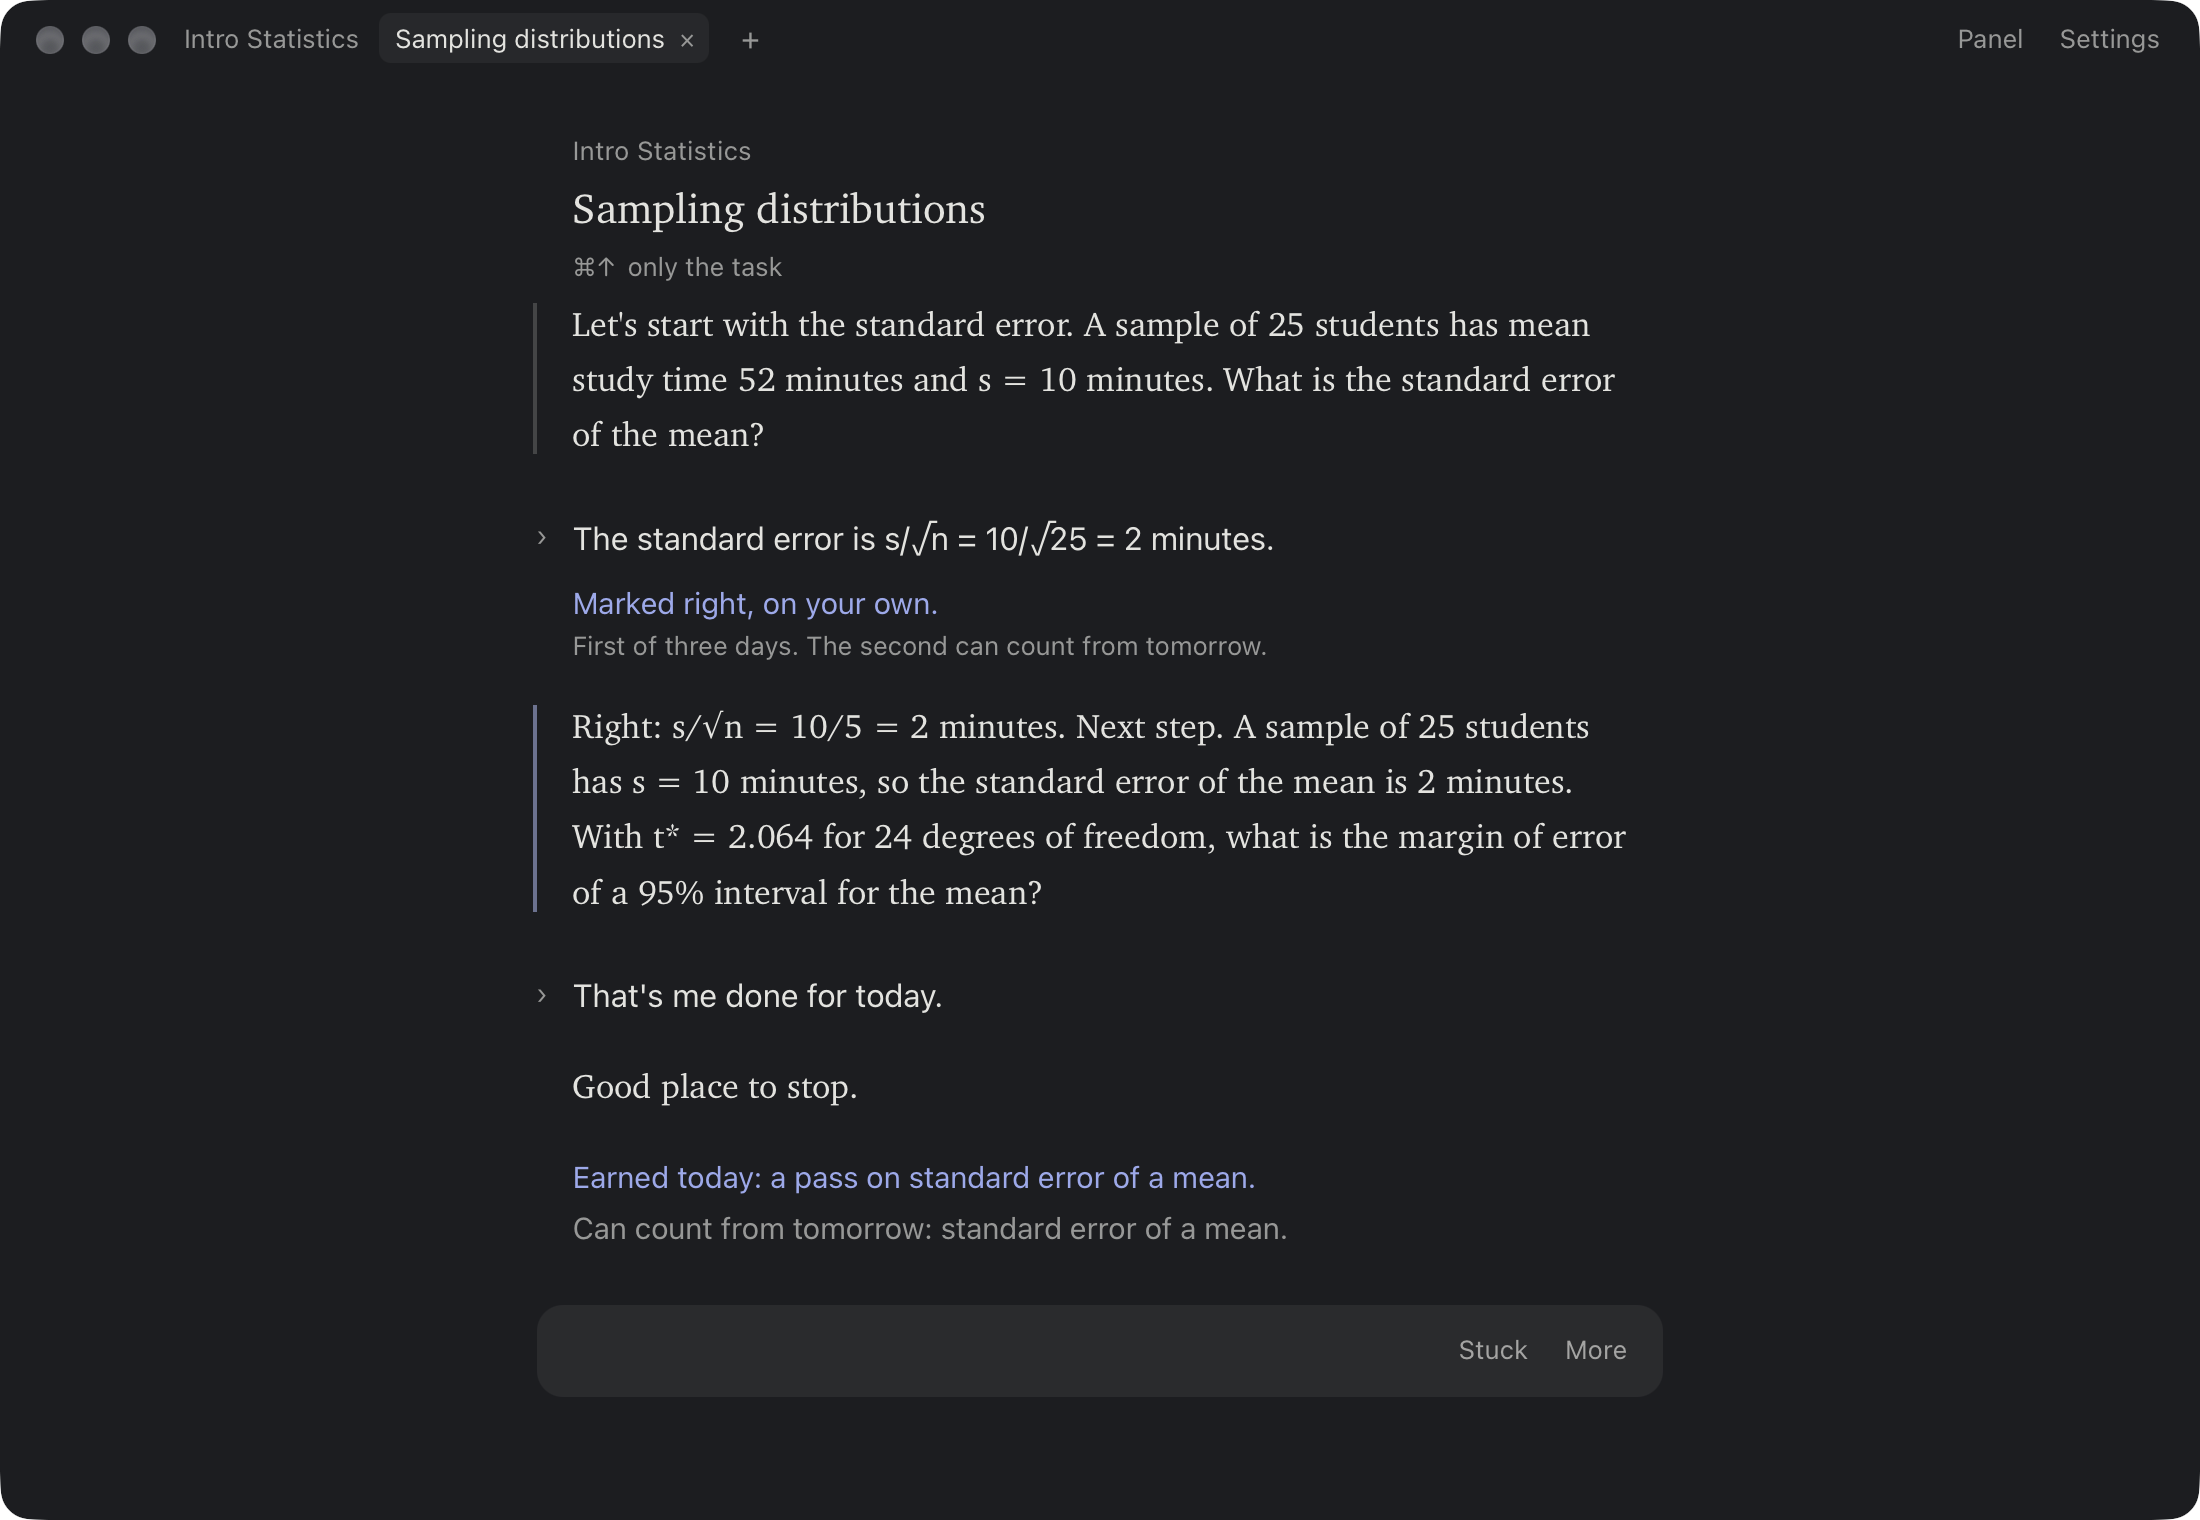 Intro Statistics
Sampling distributions ×
+
Panel
Settings
Intro Statistics
Sampling distributions
⌘↑ only the task
Let's start with the standard error. A sample of 25 students has mean
study time 52 minutes and s = 10 minutes. What is the standard error
of the mean?
› The standard error is s/√n = 10/√25 = 2 minutes.
Marked right, on your own.
First of three days. The second can count from tomorrow.
Right: s/√n = 10/5 = 2 minutes. Next step. A sample of 25 students
has s = 10 minutes, so the standard error of the mean is 2 minutes.
With t* = 2.064 for 24 degrees of freedom, what is the margin of error
of a 95% interval for the mean?
› That's me done for today.
Good place to stop.
Earned today: a pass on standard error of a mean.
Can count from tomorrow: standard error of a mean.
Stuck
More